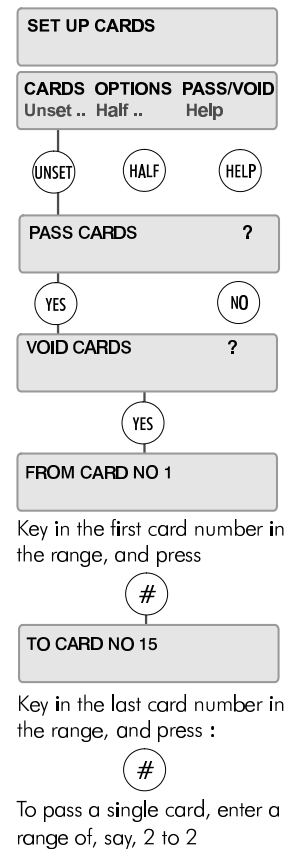 SET UP CARDS
CARDS OPTIONS PASS/VOID
Unset .. Half .. Help
UNSET HALF HELP
PASS CARDS ?
YES NO
VOID CARDS ?
YES
FROM CARD NO 1
Key in the first card number in
the range, and press
#
TO CARD NO 15
Key in the last card number in
the range, and press :
#
To pass a single card, enter a
range of, say, 2 to 2